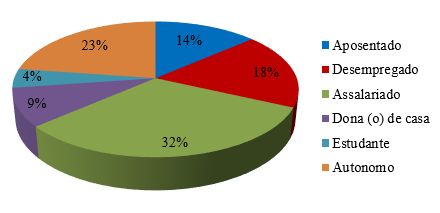 14%
18%
32%
9%
4%
23%
Aposentado
Desempregado
Assalariado
Dona (o) de casa
Estudante
Autonomo